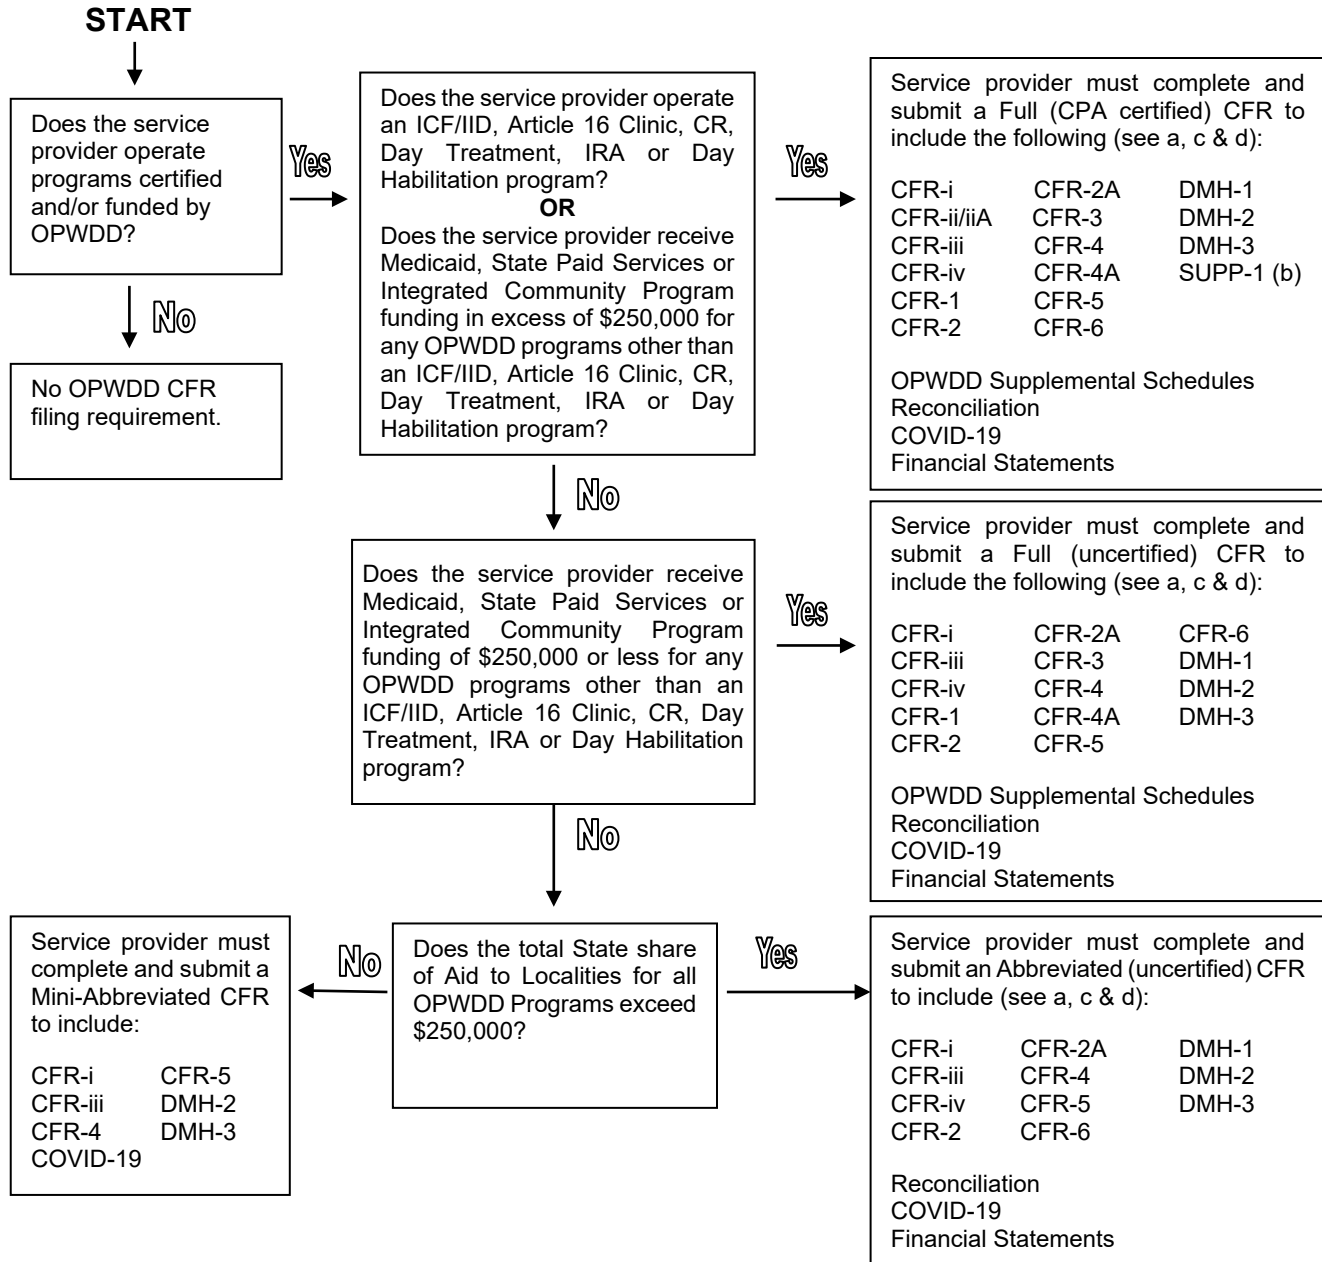 START
Does the service
provider operate
programs certified
and/or funded by
OPWDD?
Yes
No
No OPWDD CFR
filing requirement.
Does the service provider operate
an ICF/IID, Article 16 Clinic, CR,
Day Treatment, IRA or Day
Habilitation program?
OR
Does the service provider receive
Medicaid, State Paid Services or
Integrated Community Program
funding in excess of $250,000 for
any OPWDD programs other than
an ICF/IID, Article 16 Clinic, CR,
Day Treatment, IRA or Day
Habilitation program?
Yes
No
Service provider must complete and
submit a Full (CPA certified) CFR to
include the following (see a, c & d):
CFR-i CFR-2A DMH-1
CFR-ii/iiA CFR-3 DMH-2
CFR-iii CFR-4 DMH-3
CFR-iv CFR-4A SUPP-1 (b)
CFR-1 CFR-5
CFR-2 CFR-6
OPWDD Supplemental Schedules
Reconciliation
COVID-19
Financial Statements
Does the service provider receive
Medicaid, State Paid Services or
Integrated Community Program
funding of $250,000 or less for any
OPWDD programs other than an
ICF/IID, Article 16 Clinic, CR, Day
Treatment, IRA or Day Habilitation
program?
Yes
No
Service provider must complete and
submit a Full (uncertified) CFR to
include the following (see a, c & d):
CFR-i CFR-2A CFR-6
CFR-iii CFR-3 DMH-1
CFR-iv CFR-4 DMH-2
CFR-1 CFR-4A DMH-3
CFR-2 CFR-5
OPWDD Supplemental Schedules
Reconciliation
COVID-19
Financial Statements
Does the total State share
of Aid to Localities for all
OPWDD Programs exceed
$250,000?
No
Yes
Service provider must
complete and submit a
Mini-Abbreviated CFR
to include:
CFR-i CFR-5
CFR-iii DMH-2
CFR-4 DMH-3
COVID-19
Service provider must complete and
submit an Abbreviated (uncertified) CFR
to include (see a, c & d):
CFR-i CFR-2A DMH-1
CFR-iii CFR-4 DMH-2
CFR-iv CFR-5 DMH-3
CFR-2 CFR-6
Reconciliation
COVID-19
Financial Statements